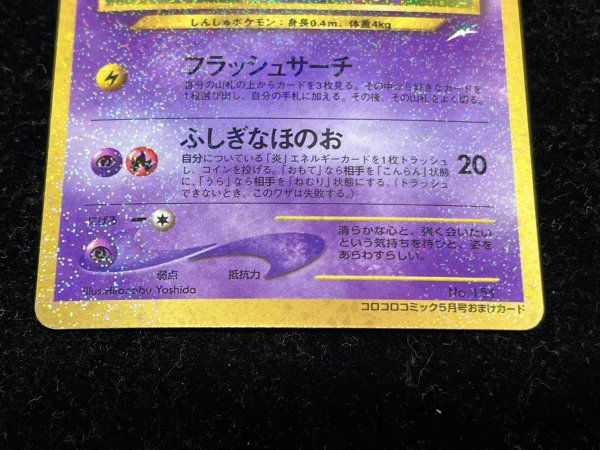 しんしゅポケモン:身長0.4m、体重4kg
フラッシュサーチ
自分の山札の上からカードを3枚見る。その中から好きなカードを
1枚選び出し、自分の手札に加える。その後、その山札をよく切る。
ふしぎなほのお
自分についている「炎」エネルギーカードを1枚トラッシュ
し、コインを投げる。「おもて」なら相手を「こんらん」状態
に、「うら」なら相手を「ねむり」状態にする。(トラッシュ
できないとき、このワザは失敗する。)
20
にげる
弱点 抵抗力
清らかな心と、強く会いたい
という気持ちを持つと、姿を
あらわすらしい。
Illus.Hironobu Yoshida
No.151
コロコロコミック5月号おまけカード